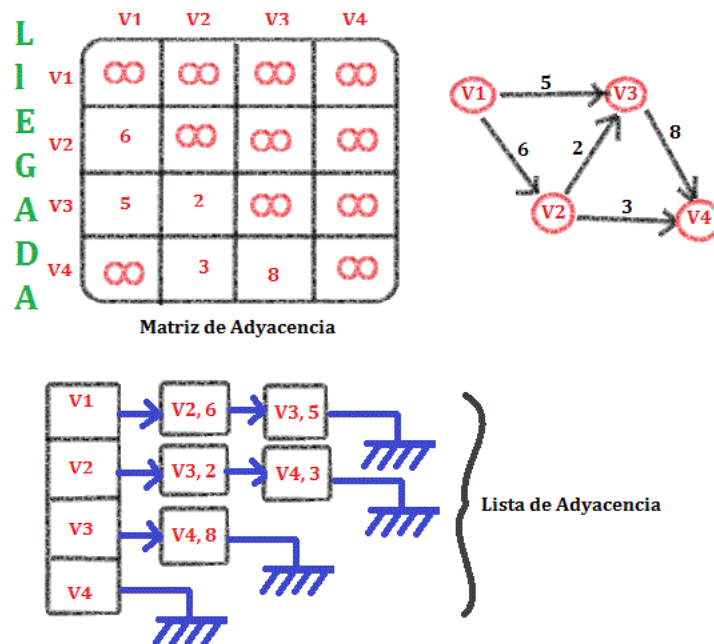 LlEGADA
V1 V2 V3 V4
V1 ∞ ∞ ∞ ∞
V2 6 ∞ ∞ ∞
V3 5 2 ∞ ∞
V4 ∞ 3 8 ∞
Matriz de Adyacencia
V1 5 V3
6 2 8
V2 3 V4
V1 V2, 6 V3, 5
V2 V3, 2 V4, 3
V3 V4, 8
V4
Lista de Adyacencia